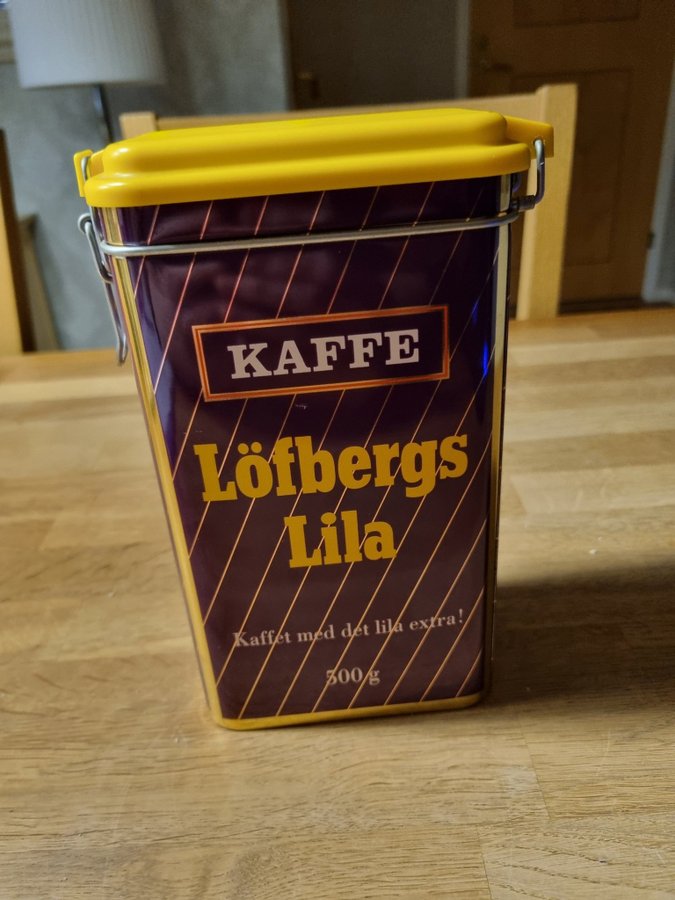 KAFFE
Löfbergs
Lila
Kaffet med det lila extra!
500 g